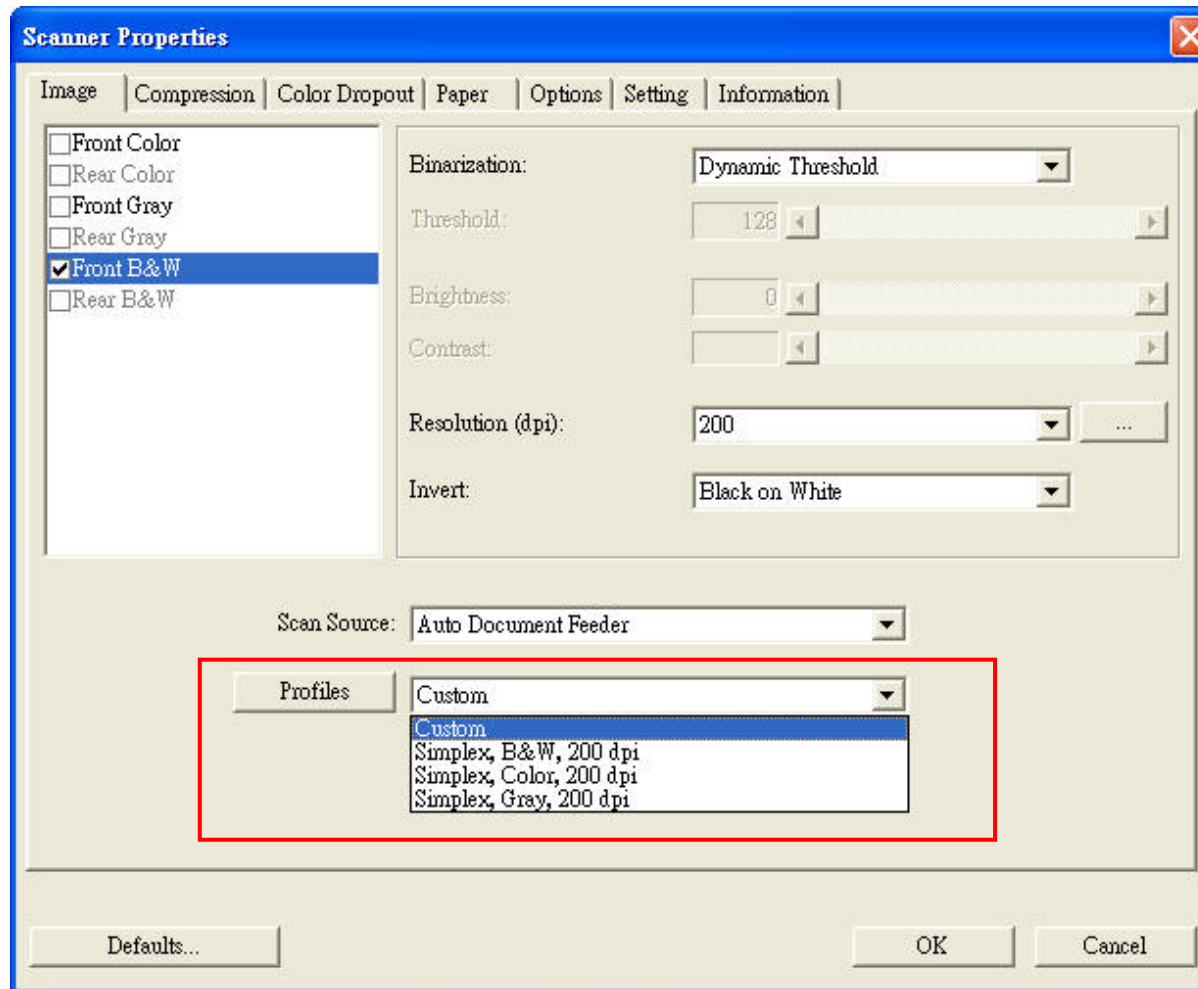 Scanner Properties
Image Compression Color Dropout Paper Options Setting Information
Front Color
Rear Color
Front Gray
Rear Gray
Front B&W
Rear B&W
Binarization: Dynamic Threshold
Threshold: 128
Brightness: 0
Contrast:
Resolution (dpi): 200 ...
Invert: Black on White
Scan Source: Auto Document Feeder
Profiles Custom
Custom
Simplex, B&W, 200 dpi
Simplex, Color, 200 dpi
Simplex, Gray, 200 dpi
Defaults... OK Cancel